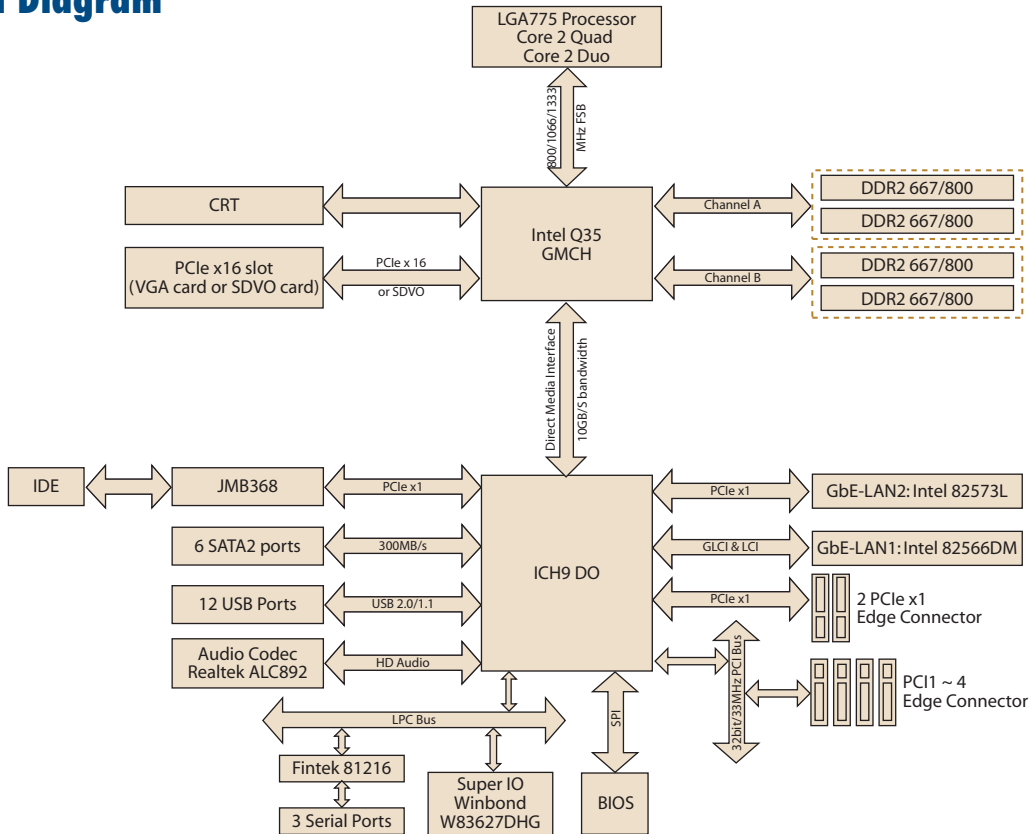 Diagram
LGA775 Processor
Core 2 Quad
Core 2 Duo
800/1066/1333
MHz FSB
CRT
PCIe x16 slot
(VGA card or SDVO card)
PCIe x 16
or SDVO
Intel Q35
GMCH
Channel A
Channel B
DDR2 667/800
DDR2 667/800
DDR2 667/800
DDR2 667/800
Direct Media Interface
10GB/S bandwidth
IDE
JMB368
PCIe x1
6 SATA2 ports
300MB/s
12 USB Ports
USB 2.0/1.1
Audio Codec
Realtek ALC892
HD Audio
ICH9 DO
PCIe x1
GbE-LAN2: Intel 82573L
GLCI & LCI
GbE-LAN1: Intel 82566DM
PCIe x1
2 PCIe x1
Edge Connector
32bit/33MHz PCI Bus
PCI1 ~ 4
Edge Connector
LPC Bus
SPI
Fintek 81216
3 Serial Ports
Super IO
Winbond
W83627DHG
BIOS